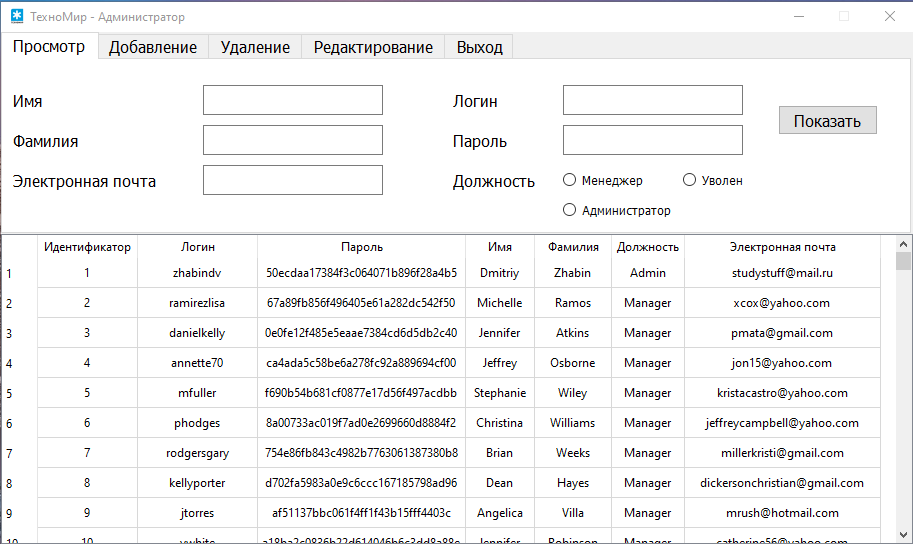 ТехноМир - Администратор
Просмотр Добавление Удаление Редактирование Выход
Имя Логин
Показать
Фамилия Пароль
Электронная почта Должность Менеджер Уволен
Администратор
Идентификатор Логин Пароль Имя Фамилия Должность Электронная почта
1 1 zhabindv 50ecdaa17384f3c064071b896f28a4b5 Dmitriy Zhabin Admin studystuff@mail.ru
2 2 ramirezlisa 67a89fb856f496405e61a282dc542f50 Michelle Ramos Manager xcox@yahoo.com
3 3 danielkelly 0e0fe12f485e5eaae7384cd6d5db2c40 Jennifer Atkins Manager pmata@gmail.com
4 4 annette70 ca4ada5c58be6a278fc92a889694cf00 Jeffrey Osborne Manager jon15@yahoo.com
5 5 mfuller f690b54b681cf0877e17d56f497acdbb Stephanie Wiley Manager kristacastro@yahoo.com
6 6 phodges 8a00733ac019f7ad0e2699660d8884f2 Christina Williams Manager jeffreycampbell@yahoo.com
7 7 rodgersgary 754e86fb843c4982b7763061387380b8 Brian Weeks Manager millerkristi@gmail.com
8 8 kellyporter d702fa5983a0e9c6ccc167185798ad96 Dean Hayes Manager dickersonchristian@gmail.com
9 9 jtorres af51137bbc061f4ff1f43b15fff4403c Angelica Villa Manager mrush@hotmail.com
10 10 vwhite Jennifer Robinson Manager catherine56@yahoo.com